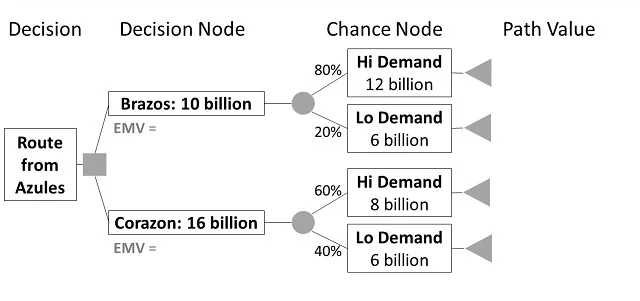 Decision Decision Node Chance Node Path Value
80%
Hi Demand
12 billion
Brazos: 10 billion
EMV =
20%
Lo Demand
6 billion
Route
from
Azules
60%
Hi Demand
8 billion
Corazon: 16 billion
EMV =
40%
Lo Demand
6 billion